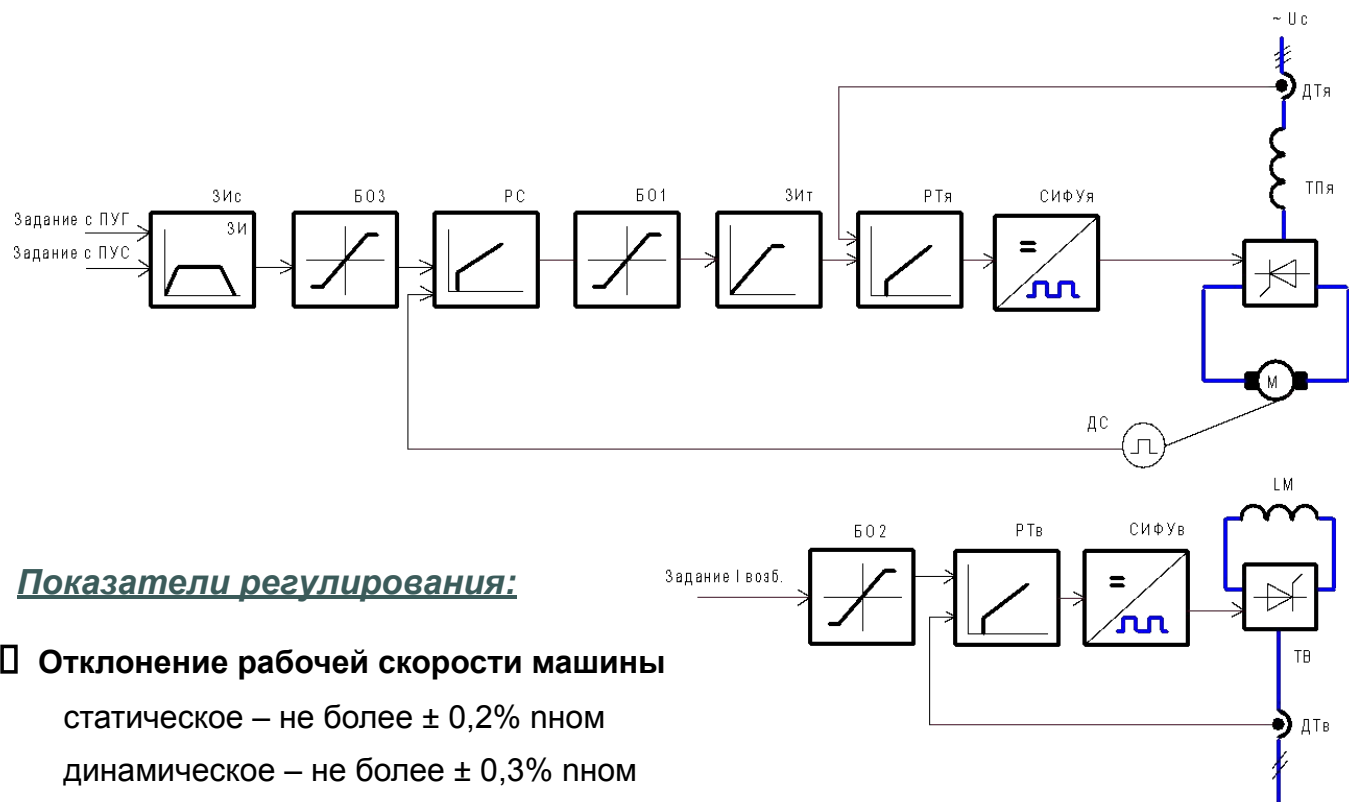 ~ Uc
ДТя
ТПя
ЗИс
БО3
РС
БО1
ЗИт
РТя
СИФУя
Задание с ПУГ
ЗИ
Задание с ПУС
=
М
ДС
LM
БО2
РТв
СИФУв
Задание I возб.
=
ТВ
ДТв
Показатели регулирования:
Отклонение рабочей скорости машины
статическое – не более ± 0,2% nном
динамическое – не более ± 0,3% nном